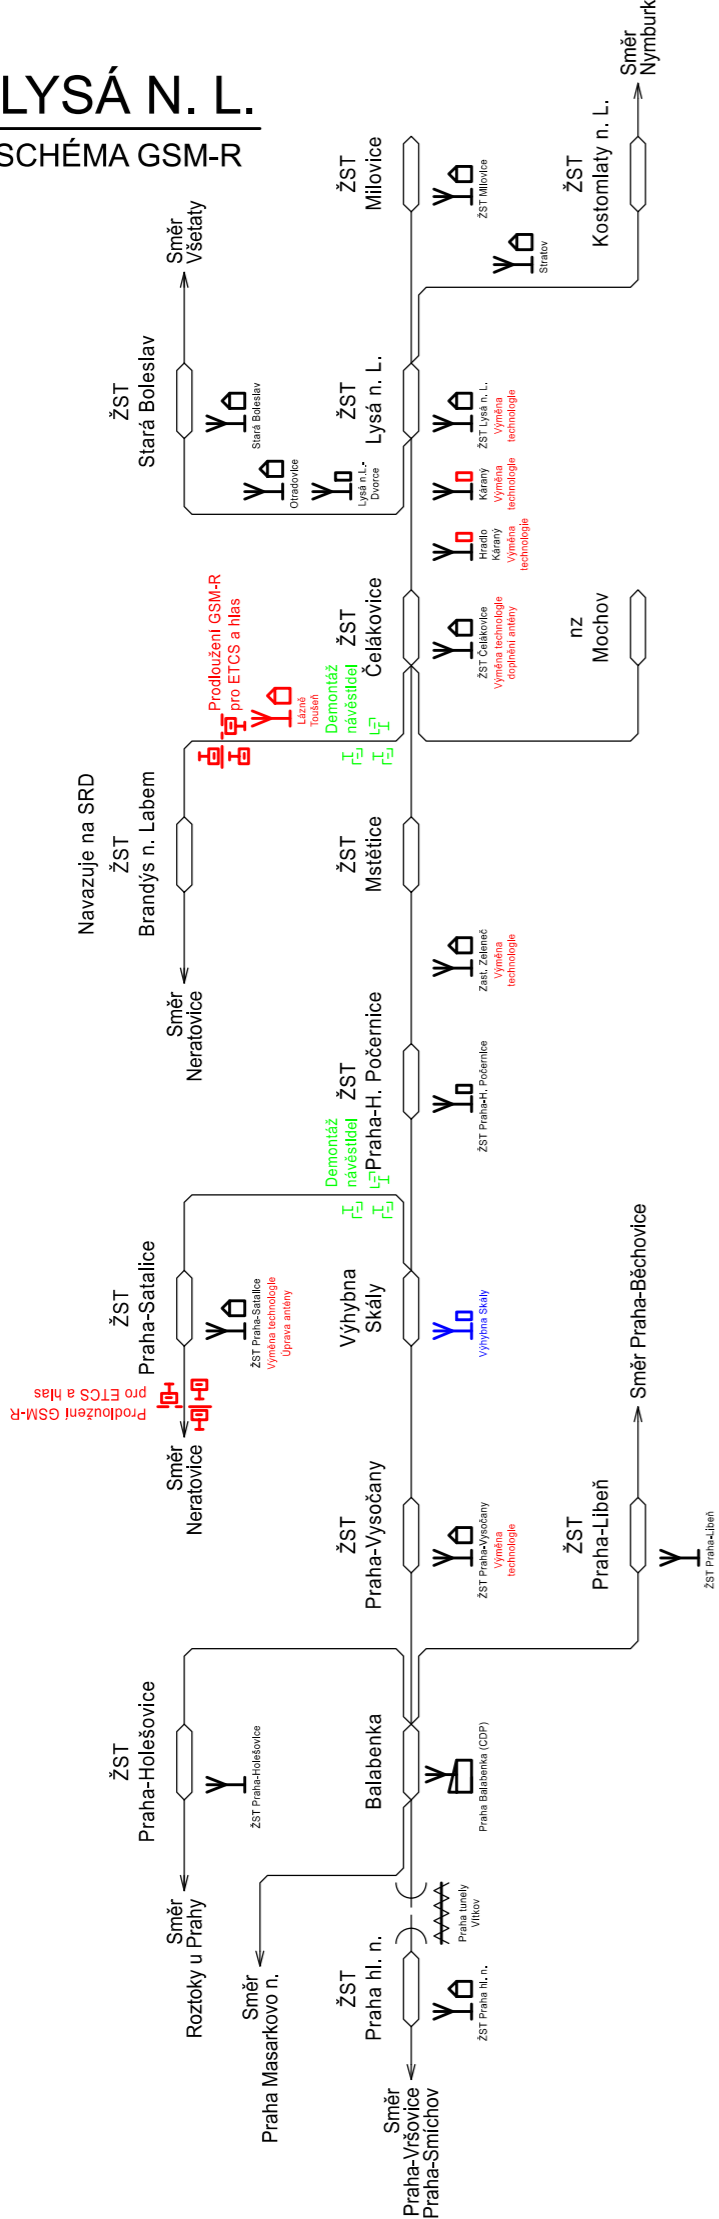 LYSÁ N. L.
SCHÉMA GSM-R
Směr
Nymburk
ŽST
Kostomlaty n. L.
Stratov
ŽST
Milovice
ŽST Milovice
Směr
Všetaty
ŽST
Stará Boleslav
Stará Boleslav
Otradovice
Lysá n.L.-
Dvorce
ŽST
Lysá n. L.
ŽST Lysá n. L.
Výměna
technologie
Káraný
Výměna
technologie
Hradlo
Káraný
Výměna
technologie
ŽST
Čelákovice
ŽST Čelákovice
Výměna technologie
doplnění antény
nz
Mochov
Prodloužení GSM-R
pro ETCS a hlas
Lázně
Toušeň
Demontáž
návěstidel
Navazuje na SRD
ŽST
Brandýs n. Labem
Směr
Neratovice
ŽST
Mstětice
Zast. Zeleneč
Výměna
technologie
ŽST
Praha-H. Počernice
ŽST Praha-H. Počernice
Demontáž
návěstidel
ŽST
Praha-Satalice
ŽST Praha-Satalice
Výměna technologie
Úprava antény
Prodloužení GSM-R
pro ETCS a hlas
Směr
Neratovice
Výhybna
Skály
Výhybna Skály
Směr Praha-Běchovice
ŽST
Praha-Vysočany
ŽST Praha-Vysočany
Výměna
technologie
ŽST
Praha-Libeň
ŽST Praha-Libeň
ŽST
Praha-Holešovice
ŽST Praha-Holešovice
Směr
Roztoky u Prahy
Balabenka
Praha Balabenka (CDP)
Směr
Praha Masarkovo n.
Praha tunely
Vítkov
ŽST
Praha hl. n.
ŽST Praha hl. n.
Směr
Praha-Vršovice
Praha-Smíchov